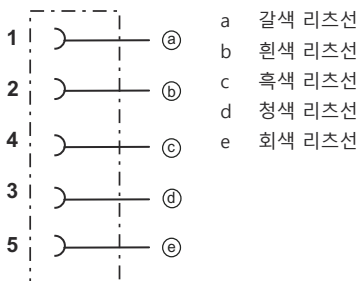 1 ⓐ
2 ⓑ
4 ⓒ
3 ⓓ
5 ⓔ
a 갈색 리츠선
b 흰색 리츠선
c 흑색 리츠선
d 청색 리츠선
e 회색 리츠선